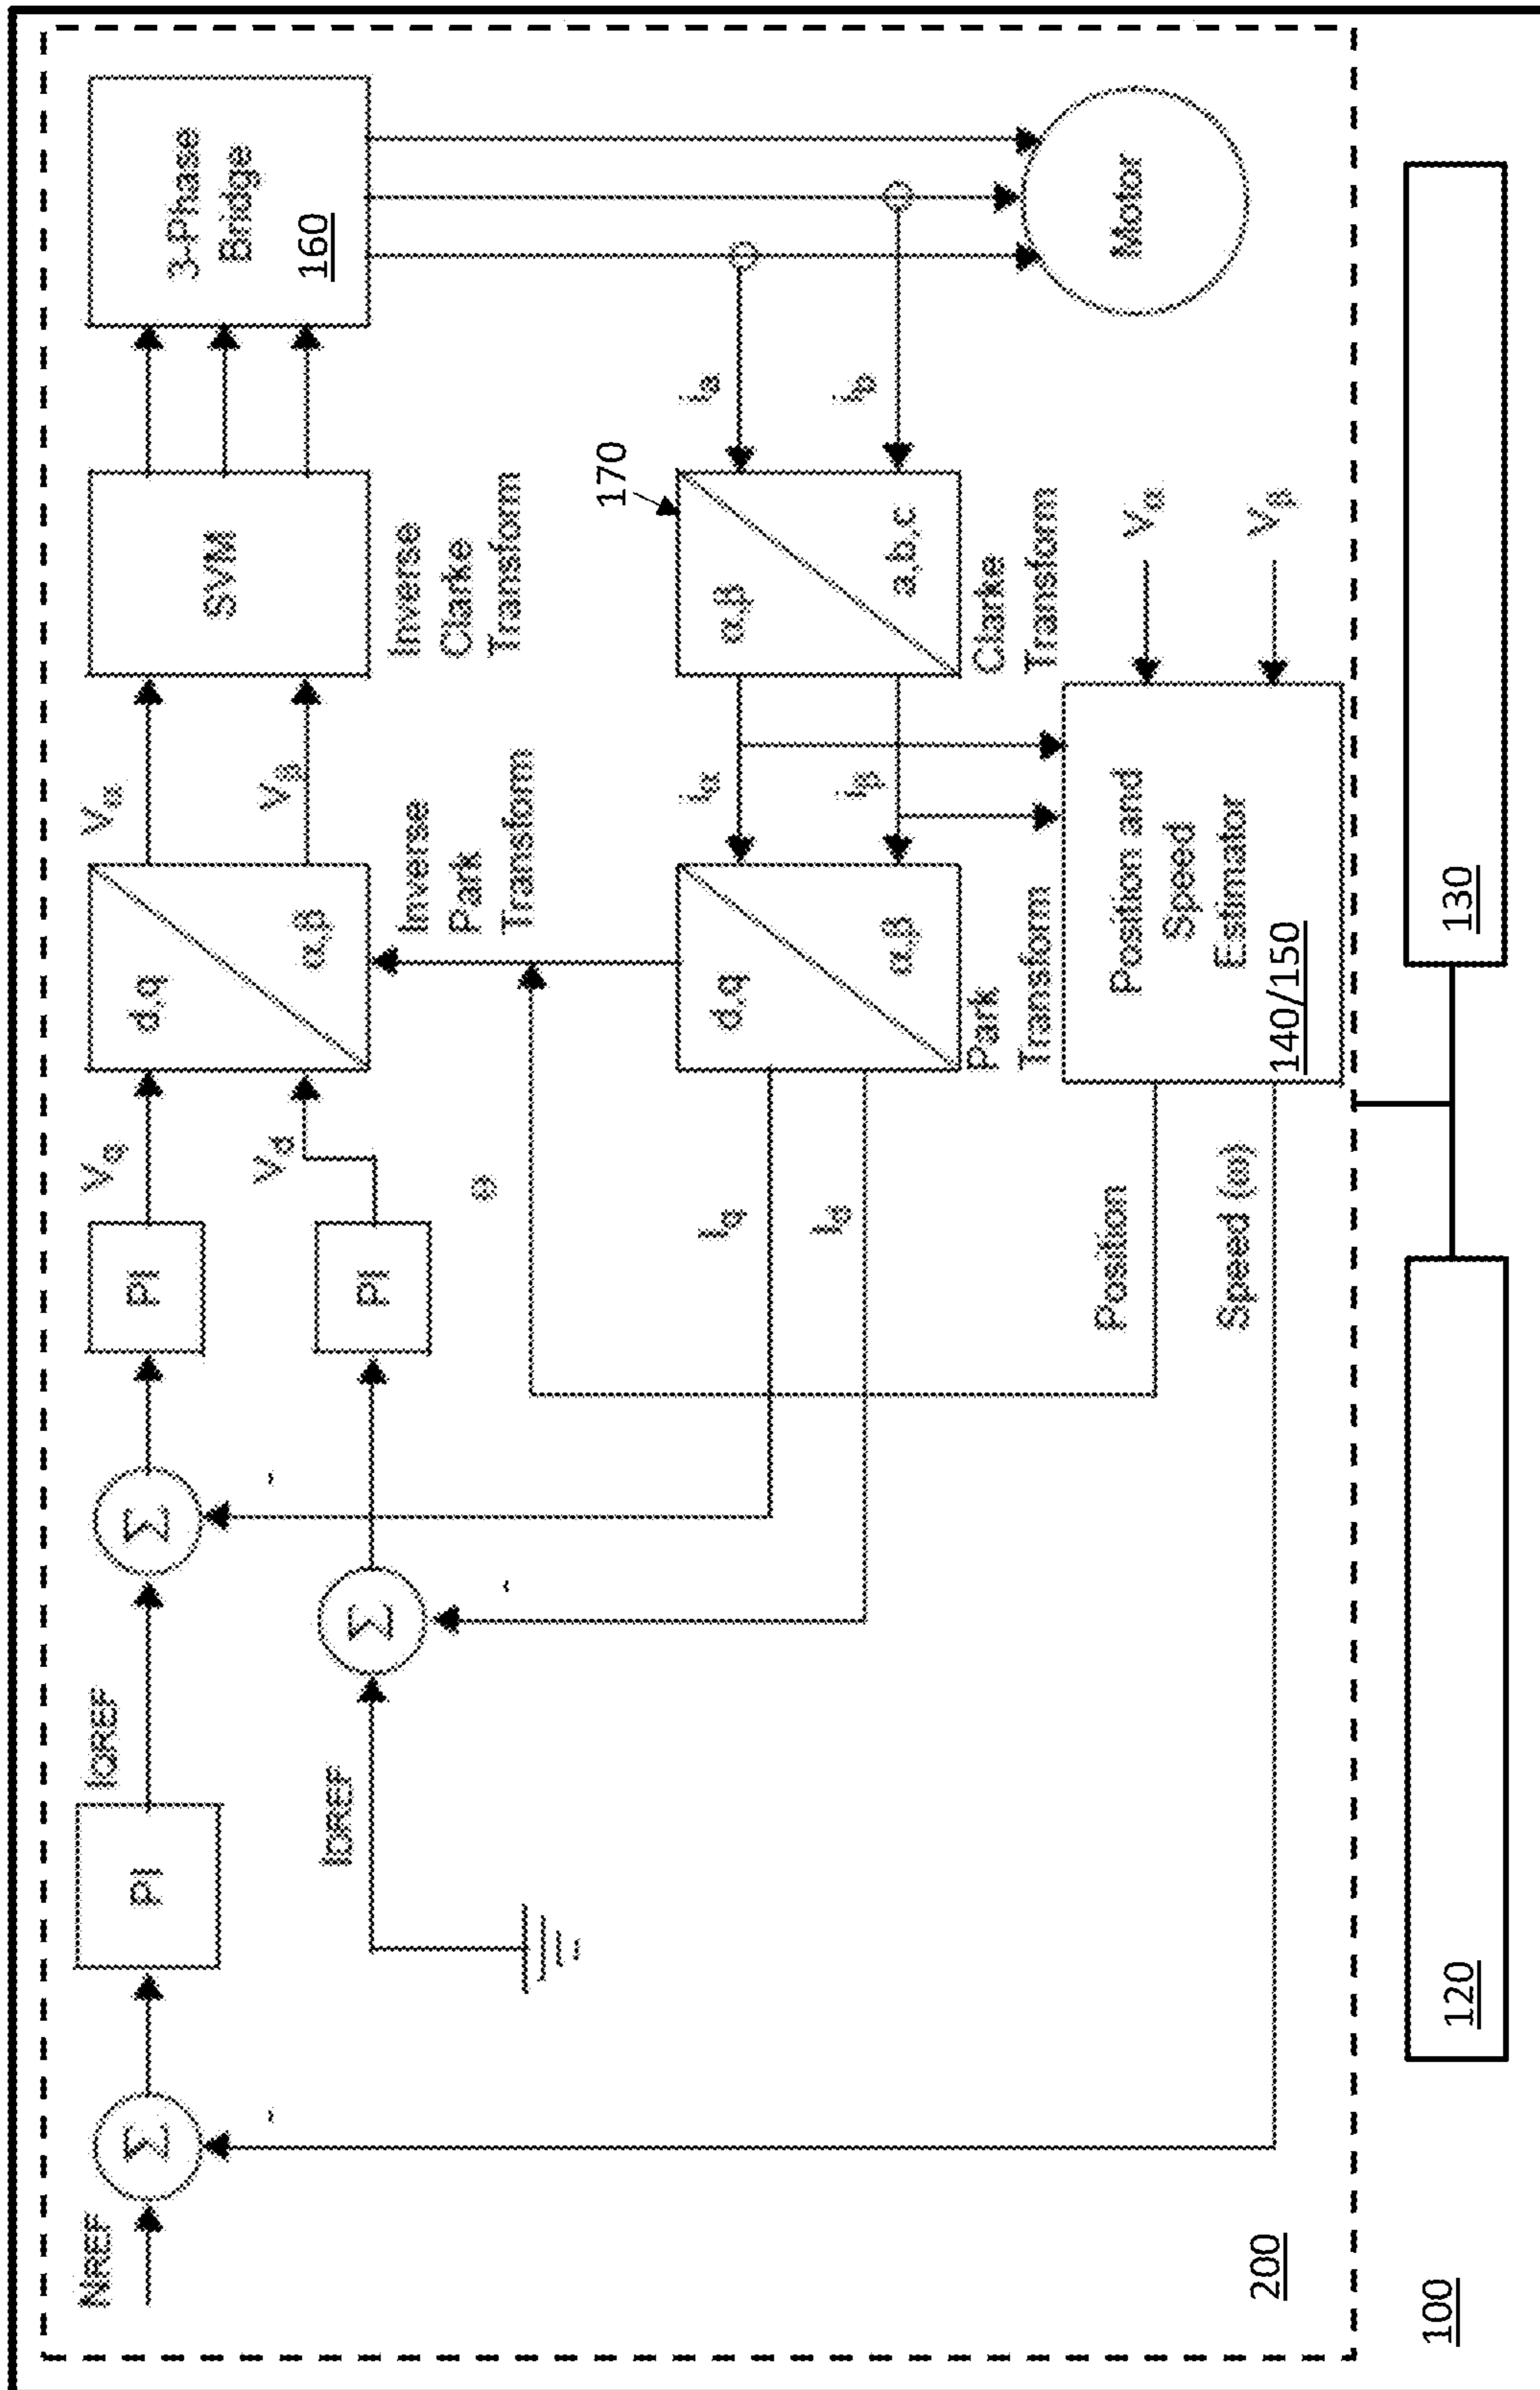 NREF
Σ
-
PI
IQREF
Σ
-
PI
Vq
d,q
α,β
Vα
Vβ
Inverse
Park
Transform
SVM
Inverse
Clarke
Transform
3-Phase
Bridge
160
IDREF
Σ
-
PI
Vd
Θ
Iq
Id
d,q
α,β
Park
Transform
iα
iβ
170
α,β
a,b,c
Clarke
Transform
ia
ib
Motor
Position
Speed (ω)
Position and
Speed
Estimator
140/150
Vα
Vβ
200
100
120
130